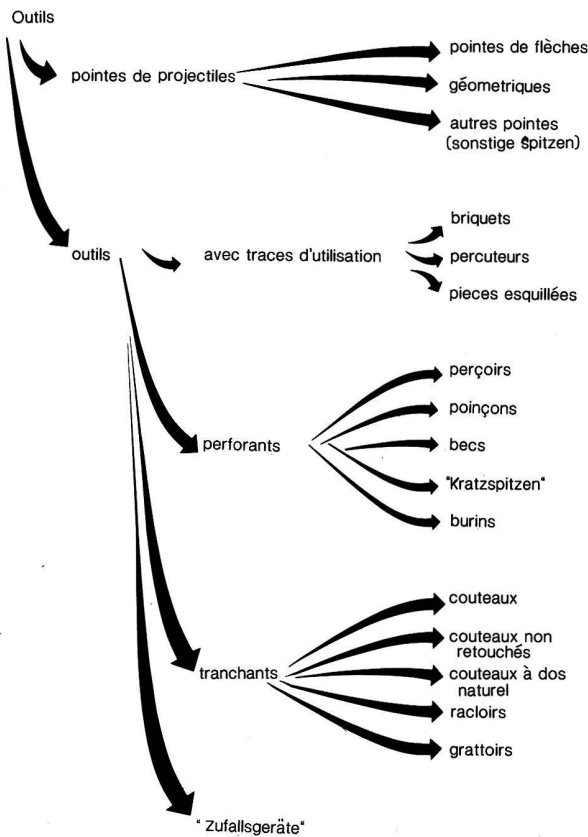 Outils
pointes de projectiles
pointes de flèches
géometriques
autres pointes
(sonstige Spitzen)
outils
avec traces d'utilisation
briquets
percuteurs
pieces esquillées
perforants
perçoirs
poinçons
becs
"Kratzspitzen"
burins
tranchants
couteaux
couteaux non
retouchés
couteaux à dos
naturel
racloirs
grattoirs
"Zufallsgeräte"